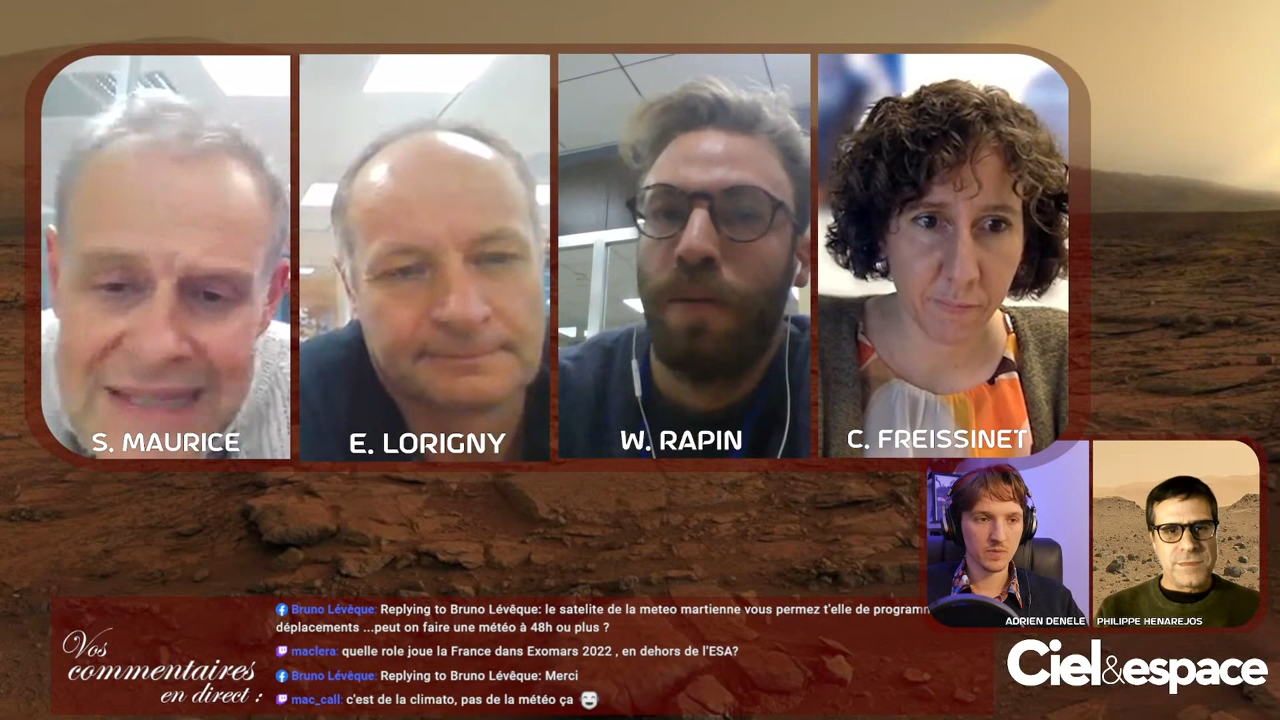 S. MAURICE
E. LORIGNY
W. RAPIN
C. FREISSINET
ADRIEN DENELE
PHILIPPE HENAREJOS
Vos
commentaires
en direct :
Bruno Lévêque: Replying to Bruno Lévêque: le satelite de la meteo martienne vous permez t'elle de programm
déplacements ...peut on faire une météo à 48h ou plus ?
maclera: quelle role joue la France dans Exomars 2022 , en dehors de l'ESA?
Bruno Lévêque: Replying to Bruno Lévêque: Merci
mac_call: c'est de la climato, pas de la météo ça
Ciel&espace